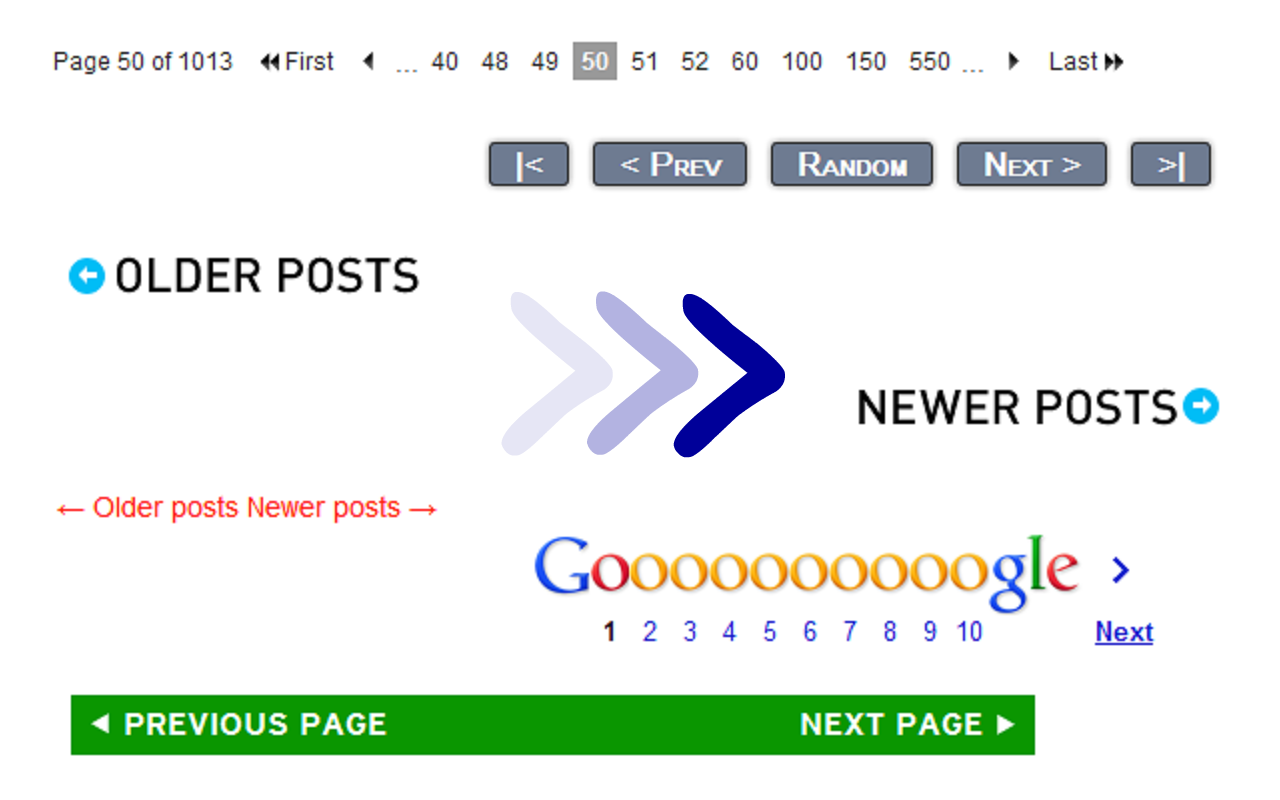 Page 50 of 1013 First ... 40 48 49 50 51 52 60 100 150 550 ... Last
|< < PREV RANDOM NEXT > >|
OLDER POSTS
NEWER POSTS
← Older posts Newer posts →
Goooooooooogle >
1 2 3 4 5 6 7 8 9 10 Next
PREVIOUS PAGE NEXT PAGE